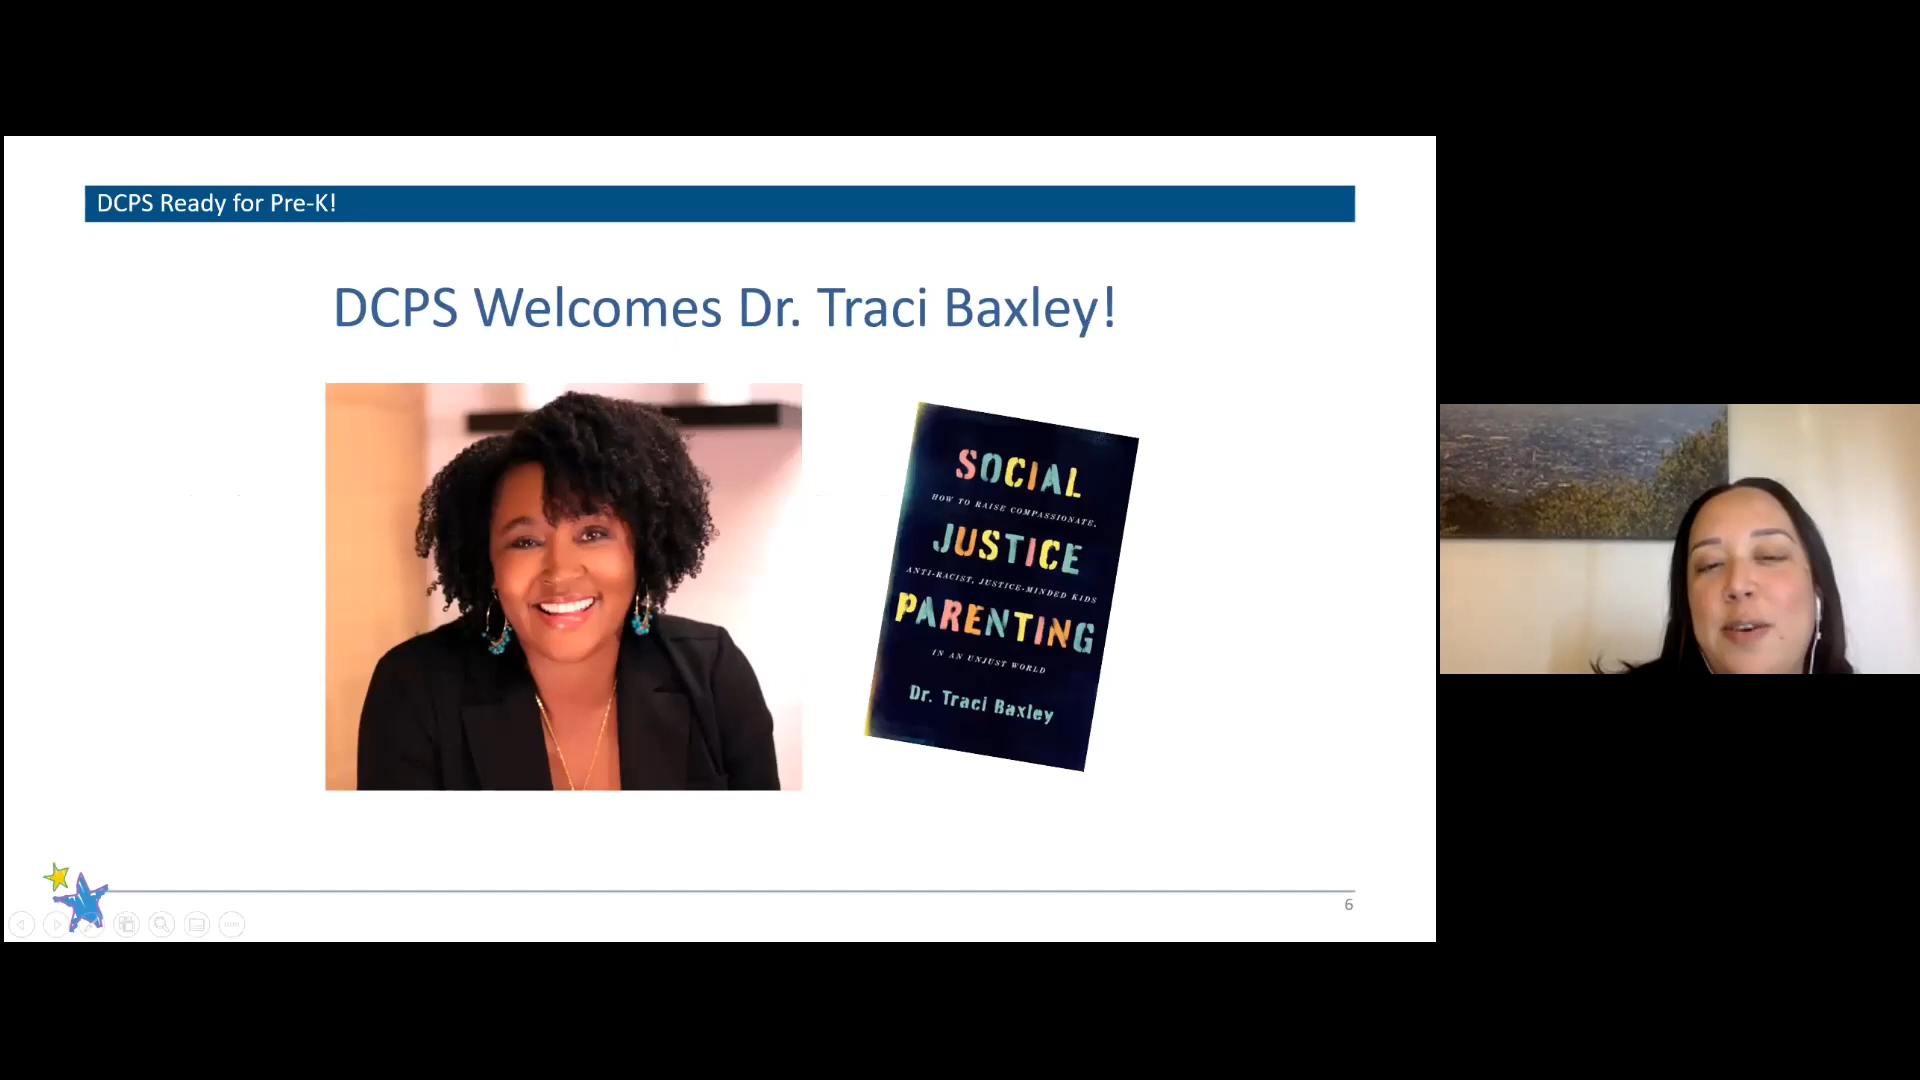 DCPS Ready for Pre-K!
DCPS Welcomes Dr. Traci Baxley!
SOCIAL
HOW TO RAISE COMPASSIONATE,
JUSTICE
ANTI-RACIST, JUSTICE-MINDED KIDS
PARENTING
IN AN UNJUST WORLD
Dr. Traci Baxley
6